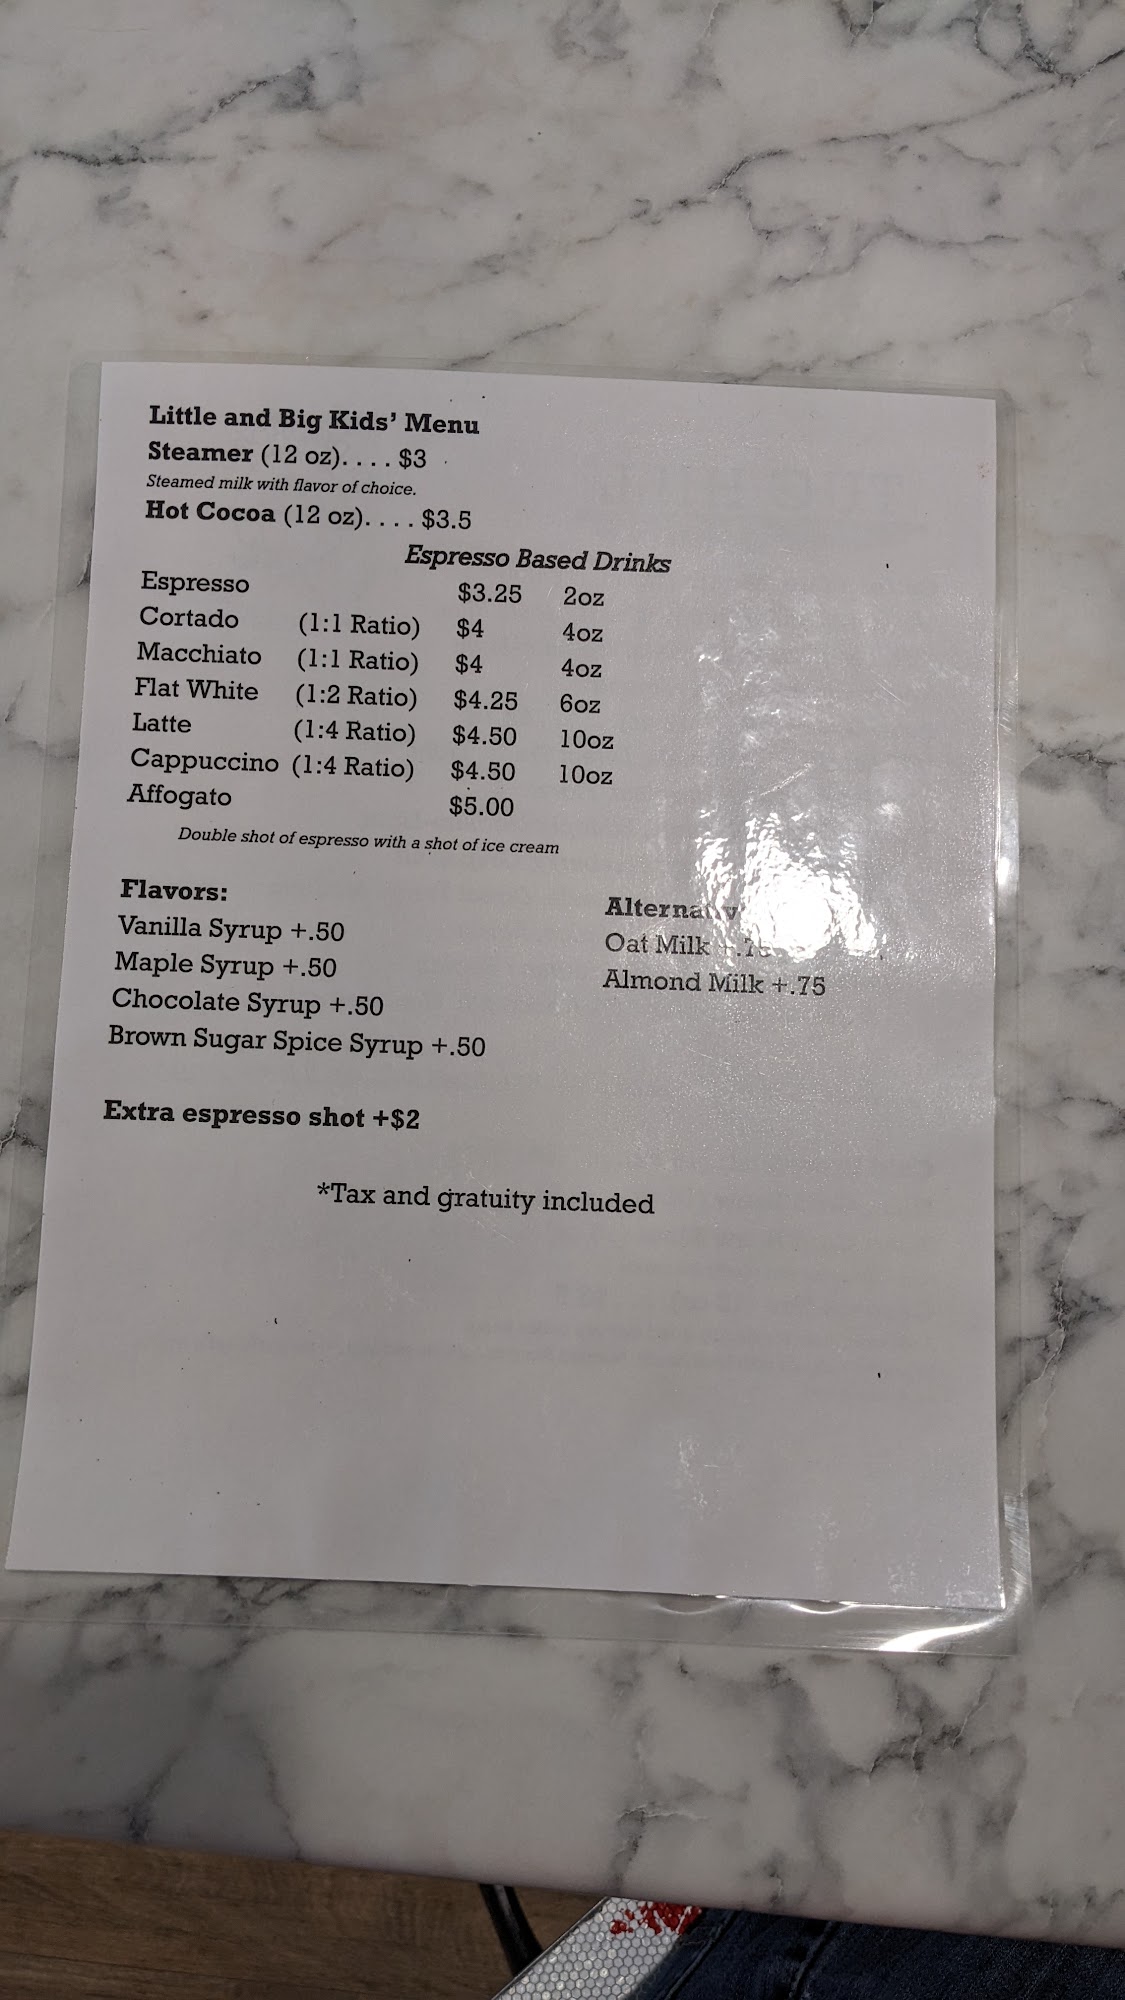 Little and Big Kids' Menu
Steamer (12 oz). . . . $3
Steamed milk with flavor of choice.
Hot Cocoa (12 oz). . . . $3.5
Espresso Based Drinks
Espresso $3.25 2oz
Cortado (1:1 Ratio) $4 4oz
Macchiato (1:1 Ratio) $4 4oz
Flat White (1:2 Ratio) $4.25 6oz
Latte (1:4 Ratio) $4.50 10oz
Cappuccino (1:4 Ratio) $4.50 10oz
Affogato $5.00
Double shot of espresso with a shot of ice cream
Flavors:
Vanilla Syrup +.50
Maple Syrup +.50
Chocolate Syrup +.50
Brown Sugar Spice Syrup +.50
Oat Milk
Almond Milk +.75
Extra espresso shot +$2
*Tax and gratuity included